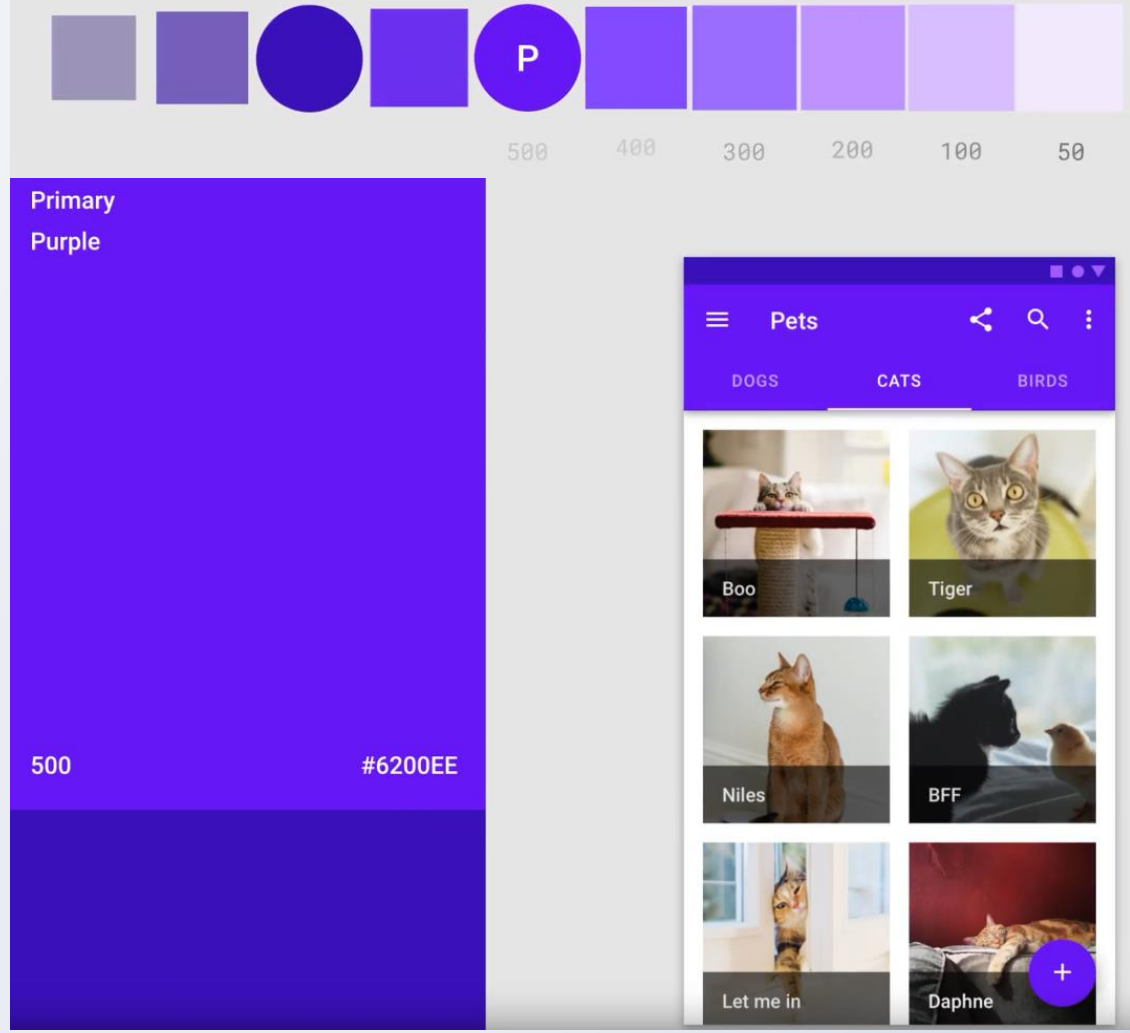 P
500 400 300 200 100 50
Primary
Purple
500 #6200EE
Pets
DOGS CATS BIRDS
Boo Tiger
Niles BFF
Let me in Daphne